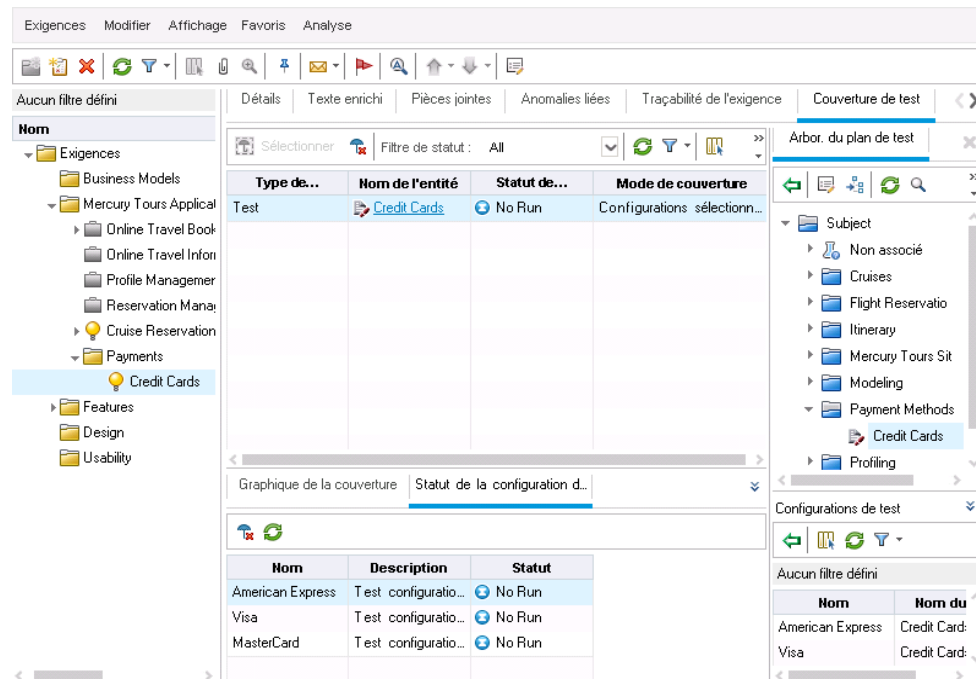 Exigences Modifier Affichage Favoris Analyse
Aucun filtre défini
Nom
Exigences
Business Models
Mercury Tours Applicat
Online Travel Book
Online Travel Infor
Profile Managemer
Reservation Mana
Cruise Reservation
Payments
Credit Cards
Features
Design
Usability
Détails Texte enrichi Pièces jointes Anomalies liées Traçabilité de l'exigence Couverture de test
Sélectionner Filtre de statut : All
Type de... Nom de l'entité Statut de... Mode de couverture
Test Credit Cards No Run Configurations sélectionn...
Graphique de la couverture Statut de la configuration d...
Nom Description Statut
American Express Test configuratio... No Run
Visa Test configuratio... No Run
MasterCard Test configuratio... No Run
Arbor. du plan de test
Subject
Non associé
Cruises
Flight Reservatio
Itinerary
Mercury Tours Sit
Modeling
Payment Methods
Credit Cards
Profiling
Configurations de test
Aucun filtre défini
Nom Nom du
American Express Credit Card
Visa Credit Card